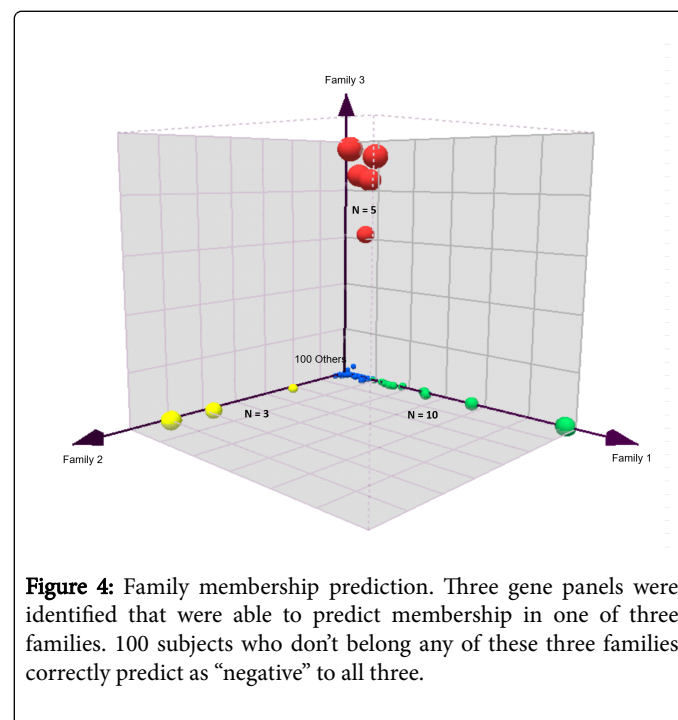 Family 3
N = 5
100 Others
N = 3
N = 10
Family 2
Family 1
Figure 4: Family membership prediction. Three gene panels were
identified that were able to predict membership in one of three
families. 100 subjects who don’t belong any of these three families
correctly predict as “negative” to all three.